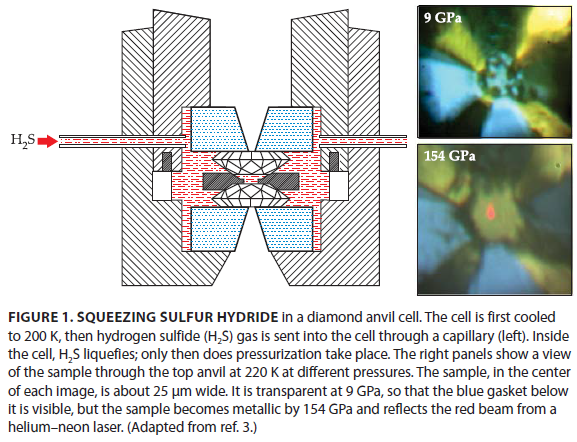 H₂S
9 GPa
154 GPa
FIGURE 1. SQUEEZING SULFUR HYDRIDE in a diamond anvil cell. The cell is first cooled
to 200 K, then hydrogen sulfide (H₂S) gas is sent into the cell through a capillary (left). Inside
the cell, H₂S liquefies; only then does pressurization take place. The right panels show a view
of the sample through the top anvil at 220 K at different pressures. The sample, in the center
of each image, is about 25 μm wide. It is transparent at 9 GPa, so that the blue gasket below
it is visible, but the sample becomes metallic by 154 GPa and reflects the red beam from a
helium–neon laser. (Adapted from ref. 3.)